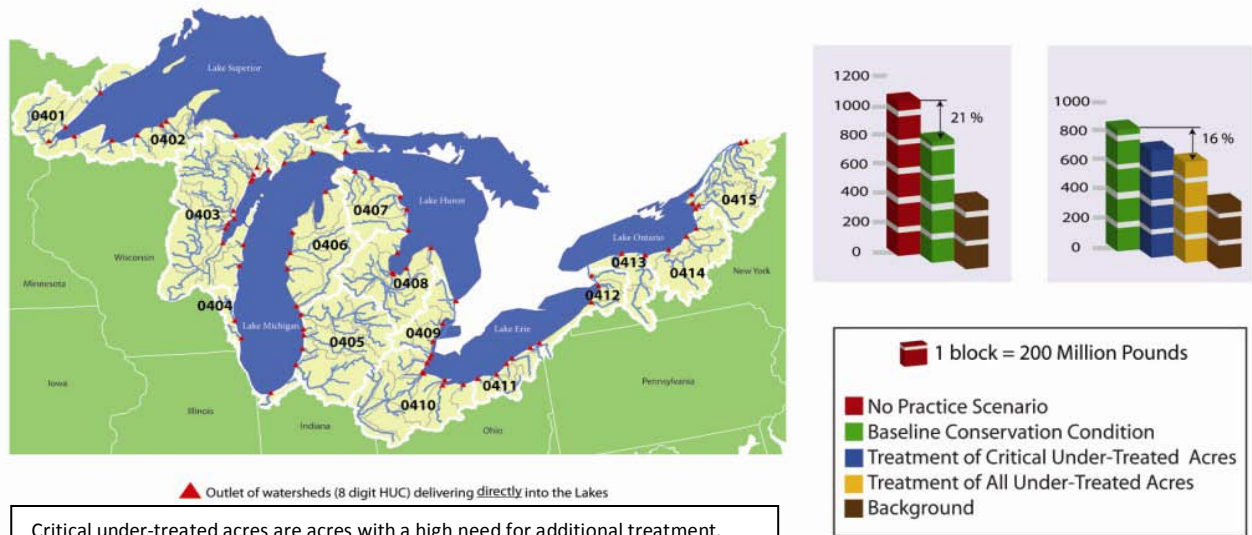 Lake Superior
0401
0402
0403
0407
Lake Huron
0406
Wisconsin
Minnesota
0408
0404
Lake Michigan
0405
0409
Lake Erie
0410
0411
0412
0413
Lake Ontario
0414
0415
New York
Iowa
Illinois
Indiana
Ohio
Pennsylvania
Outlet of watersheds (8 digit HUC) delivering directly into the Lakes
Critical under-treated acres are acres with a high need for additional treatment.
1200
1000
800
600
400
200
0
21 %
1000
800
600
400
200
0
16 %
1 block = 200 Million Pounds
No Practice Scenario
Baseline Conservation Condition
Treatment of Critical Under-Treated Acres
Treatment of All Under-Treated Acres
Background